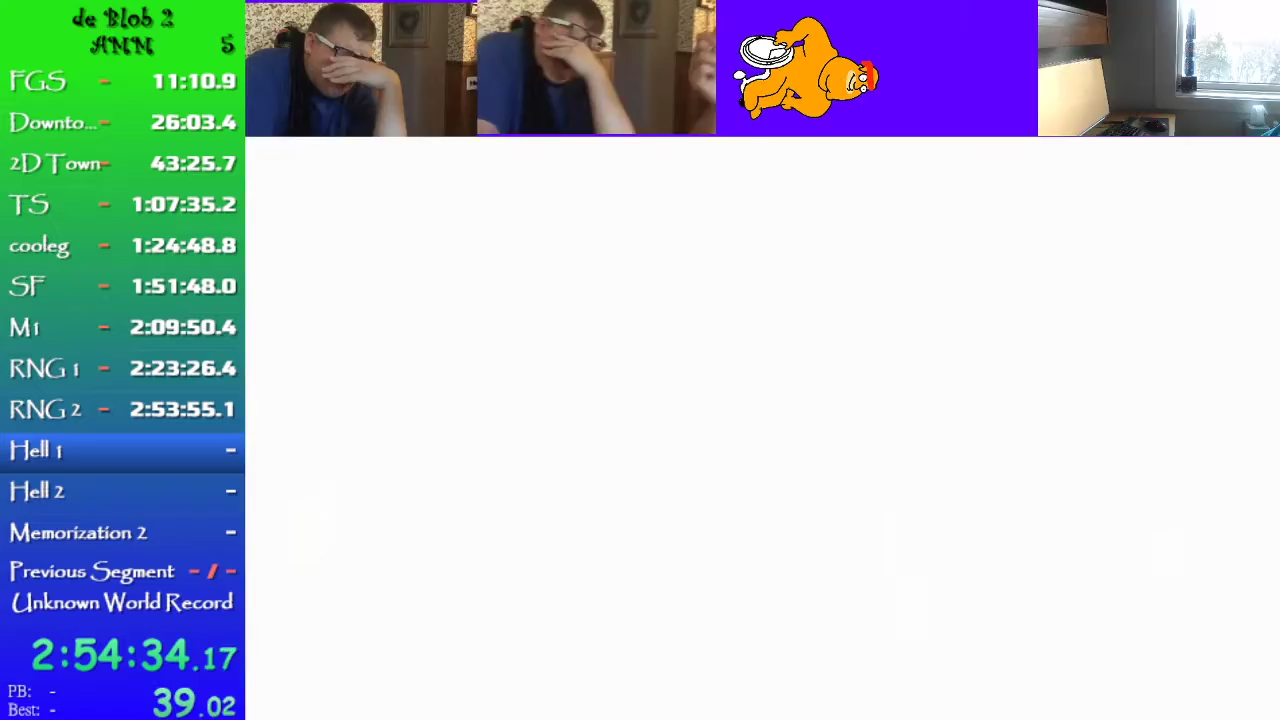 de Blob 2
AMN 5
FGS - 11:10.9
Downto... - 26:03.4
2D Town - 43:25.7
TS - 1:07:35.2
cooleg - 1:24:48.8
SF - 1:51:48.0
M1 - 2:09:50.4
RNG 1 - 2:23:26.4
RNG 2 - 2:53:55.1
Hell 1 -
Hell 2 -
Memorization 2 -
Previous Segment - / -
Unknown World Record
2:54:34.17
PB: -
Best: -
39.02